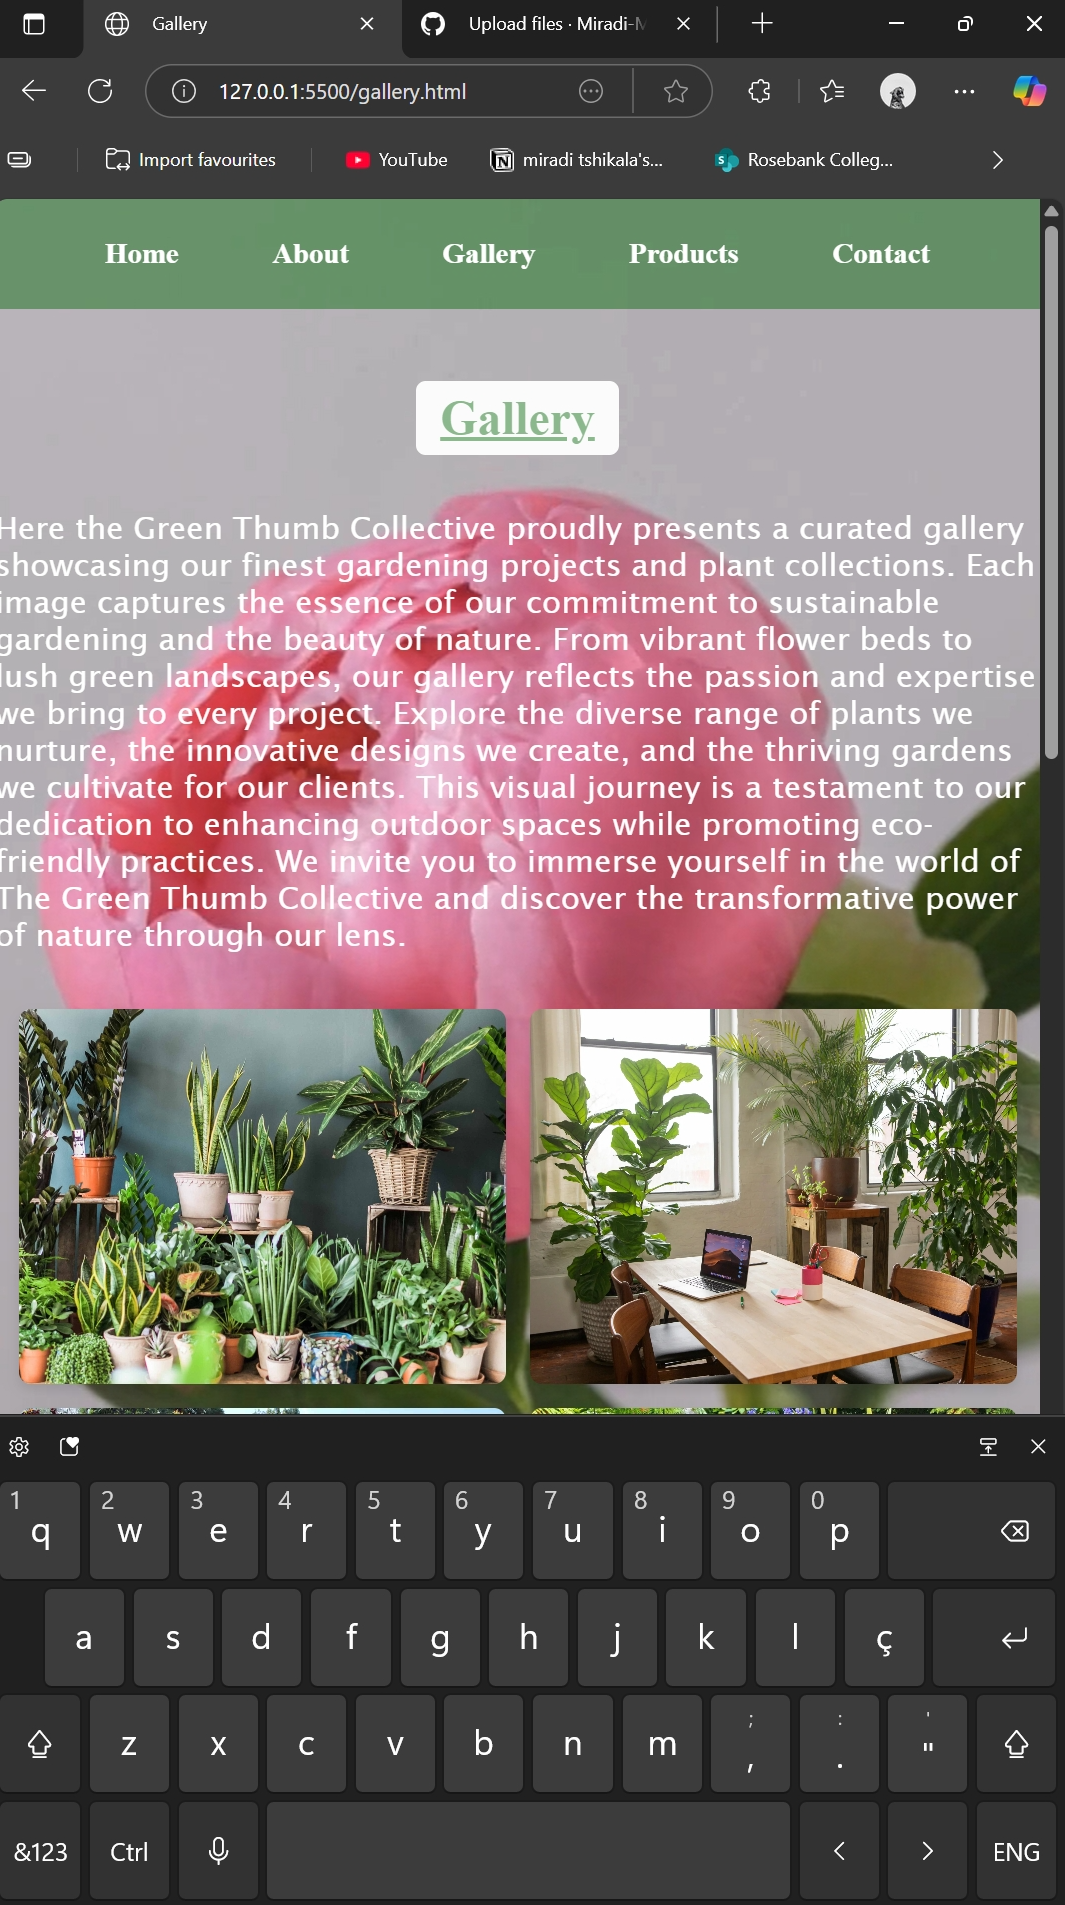 Gallery
Upload files · Miradi-M
127.0.0.1:5500/gallery.html
Import favourites
YouTube
miradi tshikala's...
Rosebank Colleg...
Home About Gallery Products Contact
Gallery
Here the Green Thumb Collective proudly presents a curated gallery
showcasing our finest gardening projects and plant collections. Each
image captures the essence of our commitment to sustainable
gardening and the beauty of nature. From vibrant flower beds to
lush green landscapes, our gallery reflects the passion and expertise
we bring to every project. Explore the diverse range of plants we
nurture, the innovative designs we create, and the thriving gardens
we cultivate for our clients. This visual journey is a testament to our
dedication to enhancing outdoor spaces while promoting eco-
friendly practices. We invite you to immerse yourself in the world of
The Green Thumb Collective and discover the transformative power
of nature through our lens.
1 2 3 4 5 6 7 8 9 0
q w e r t y u i o p
a s d f g h j k l ç
; : '
z x c v b n m , . "
&123 Ctrl < > ENG